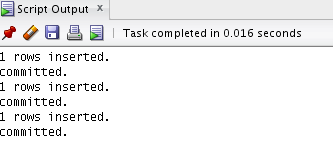 Script Output x
Task completed in 0.016 seconds
1 rows inserted.
committed.
1 rows inserted.
committed.
1 rows inserted.
committed.